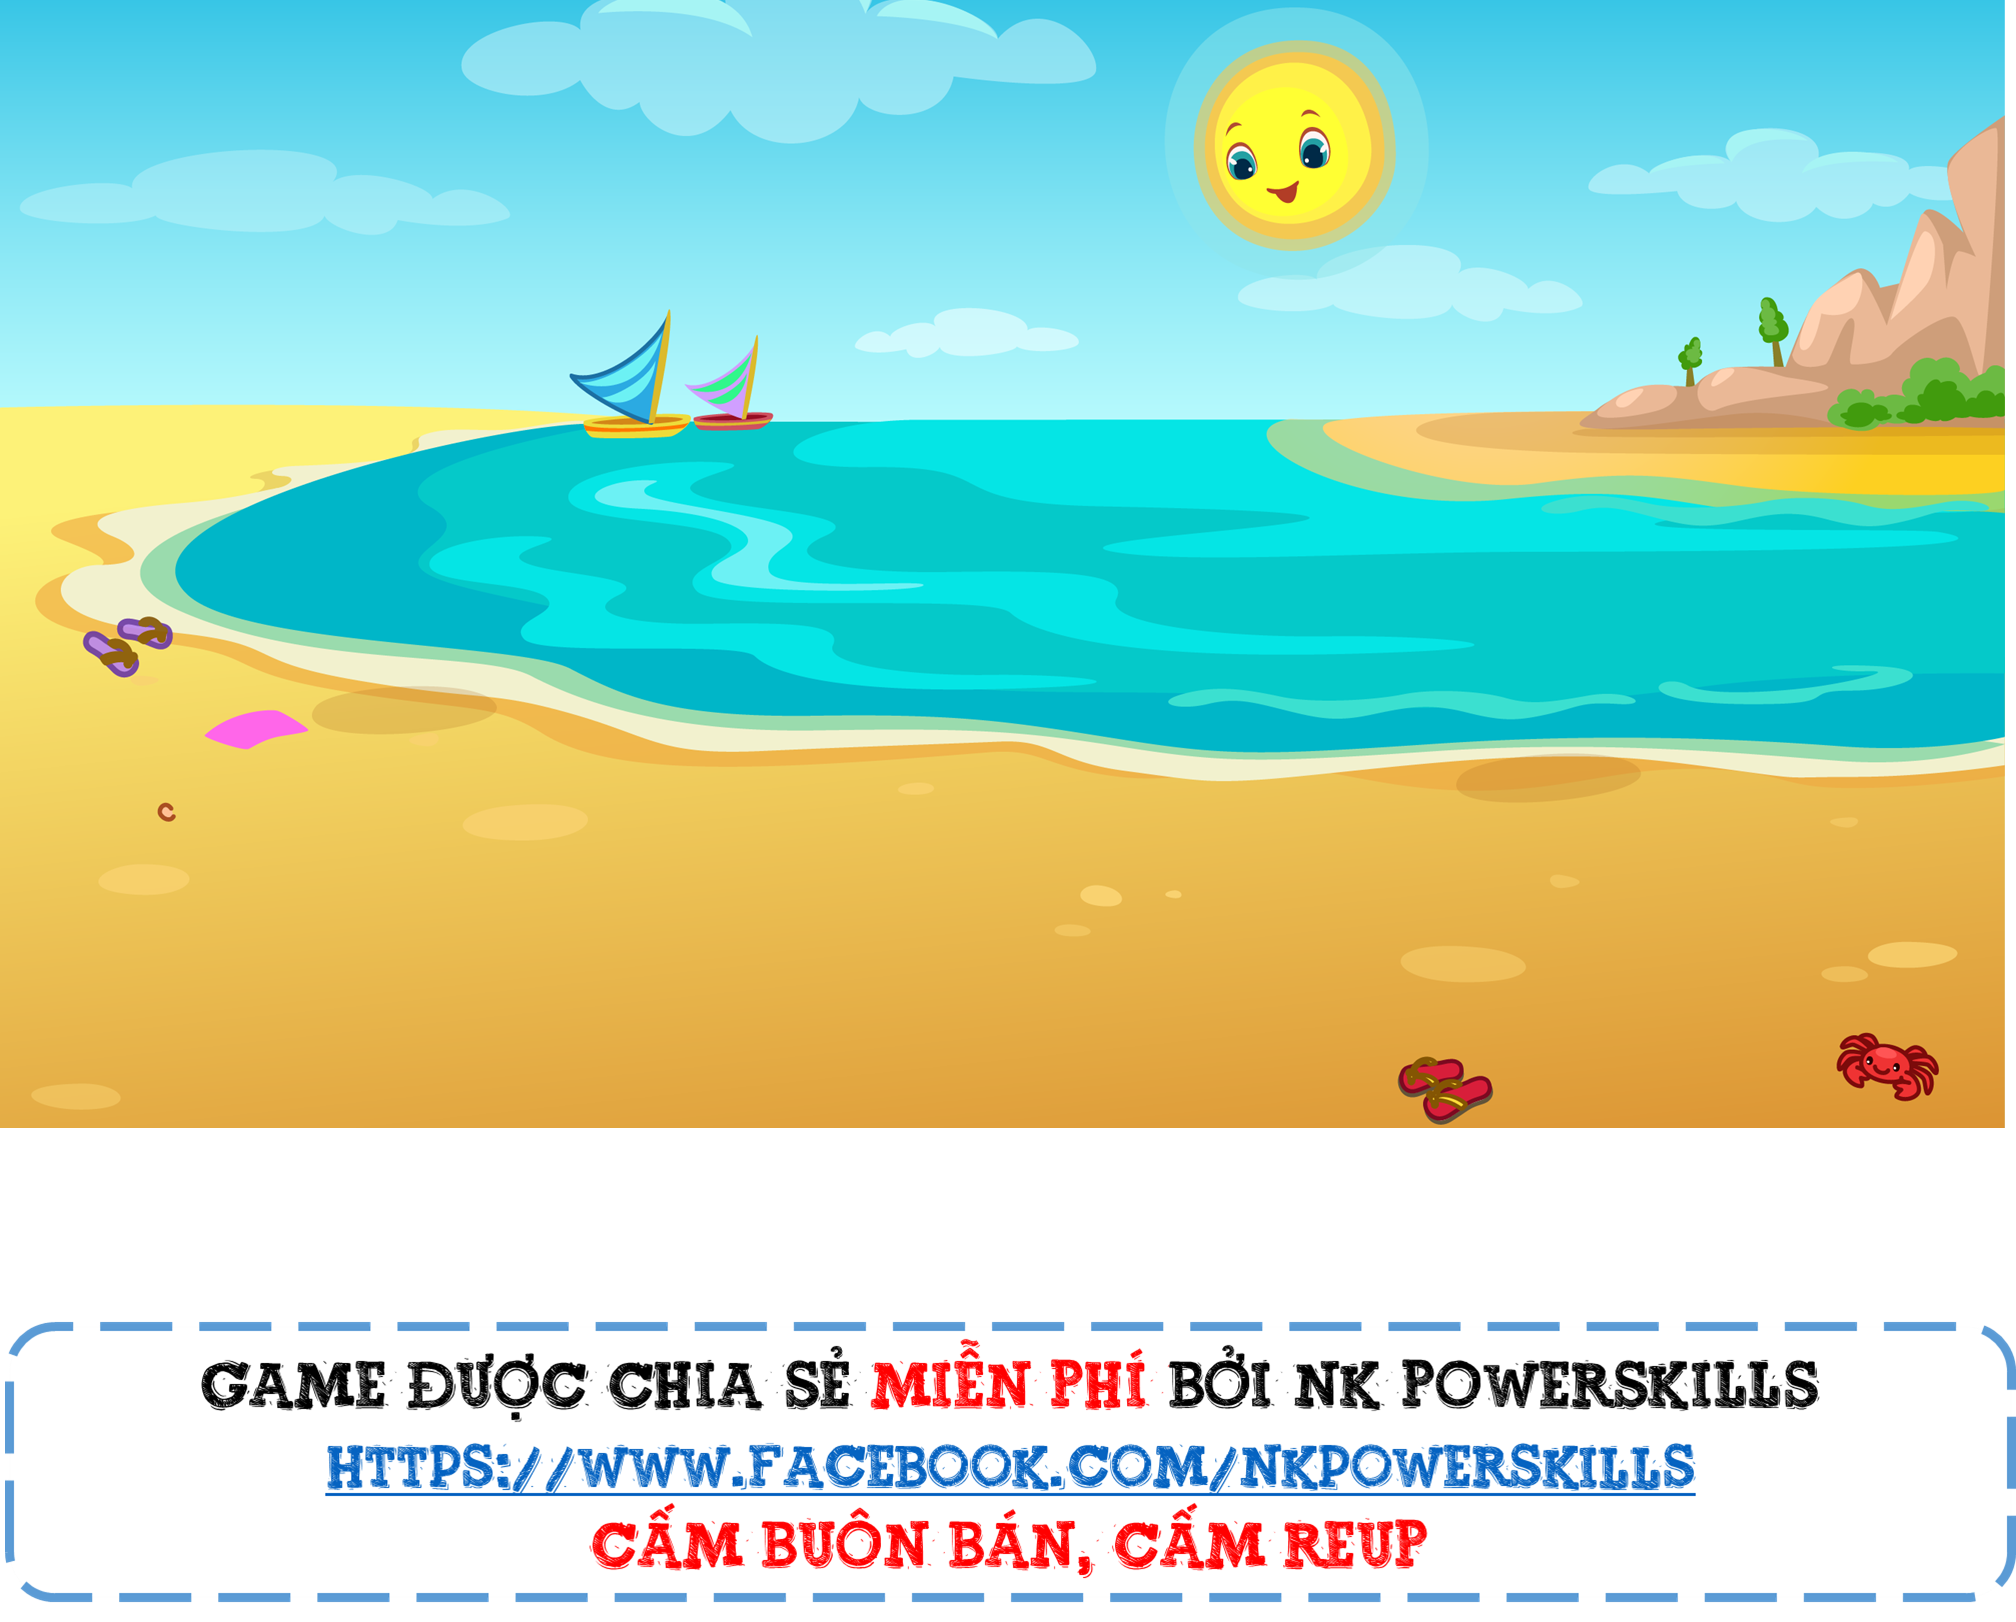 GAME ĐƯỢC CHIA SẺ MIỄN PHÍ BỞI NK POWERSKILLS
HTTPS://WWW.FACEBOOK.COM/NKPOWERSKILLS
CẤM BUÔN BÁN, CẤM REUP